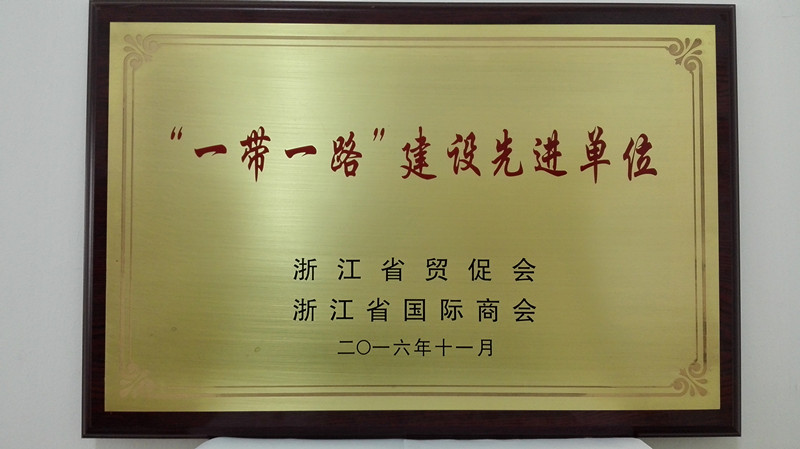 “一带一路”建设先进单位
浙江省贸促会
浙江省国际商会
二〇一六年十一月